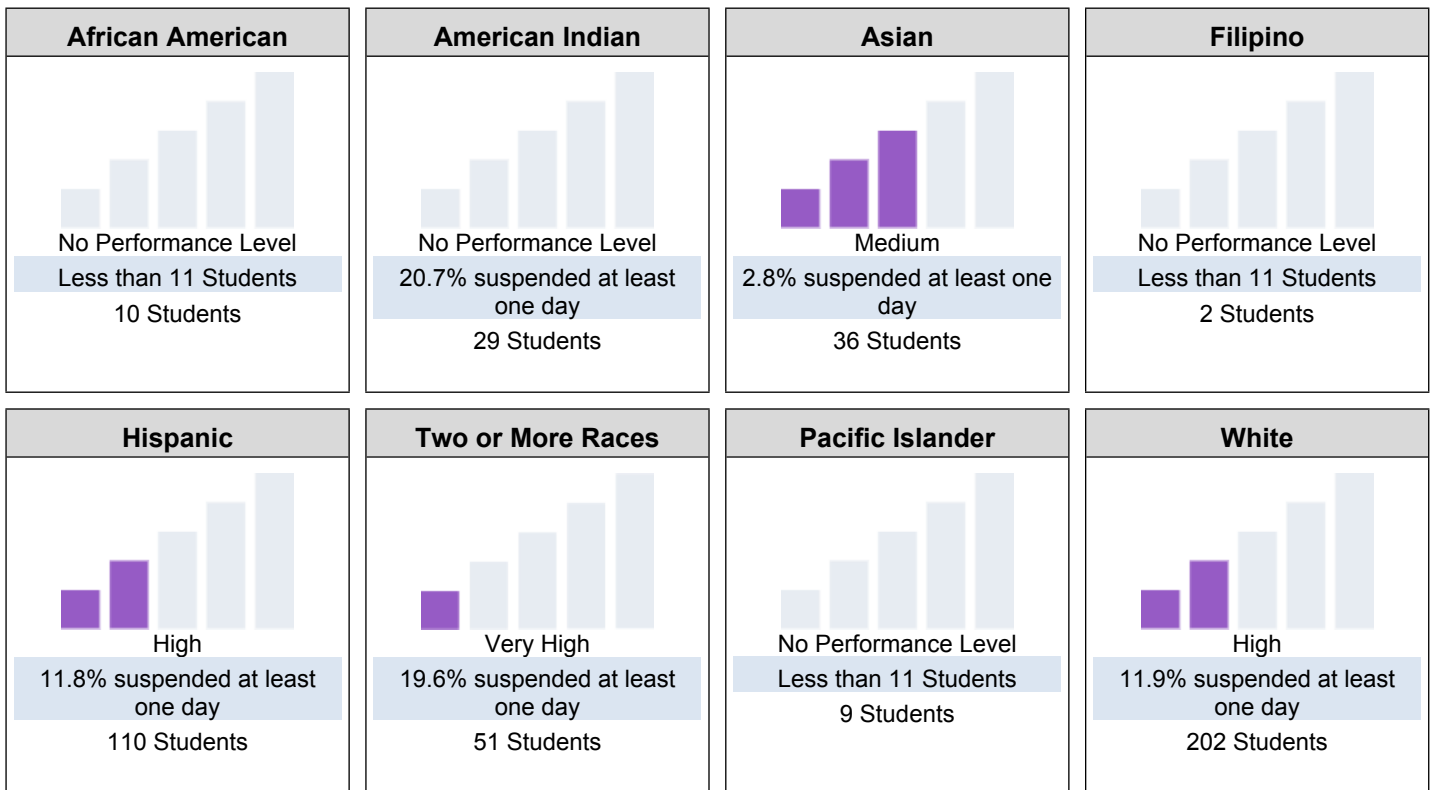 African American
No Performance Level
Less than 11 Students
10 Students
American Indian
No Performance Level
20.7% suspended at least
one day
29 Students
Asian
Medium
2.8% suspended at least one
day
36 Students
Filipino
No Performance Level
Less than 11 Students
2 Students
Hispanic
High
11.8% suspended at least
one day
110 Students
Two or More Races
Very High
19.6% suspended at least
one day
51 Students
Pacific Islander
No Performance Level
Less than 11 Students
9 Students
White
High
11.9% suspended at least
one day
202 Students